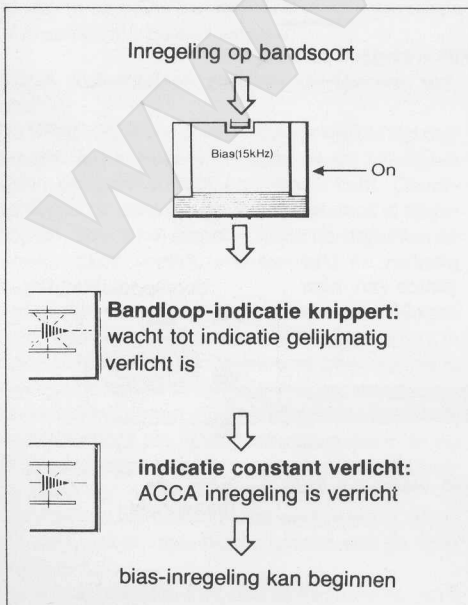 Inregeling op bandsoort
Bias(15kHz)
On
Bandloop-indicatie knippert:
wacht tot indicatie gelijkmatig
verlicht is
indicatie constant verlicht:
ACCA inregeling is verricht
bias-inregeling kan beginnen